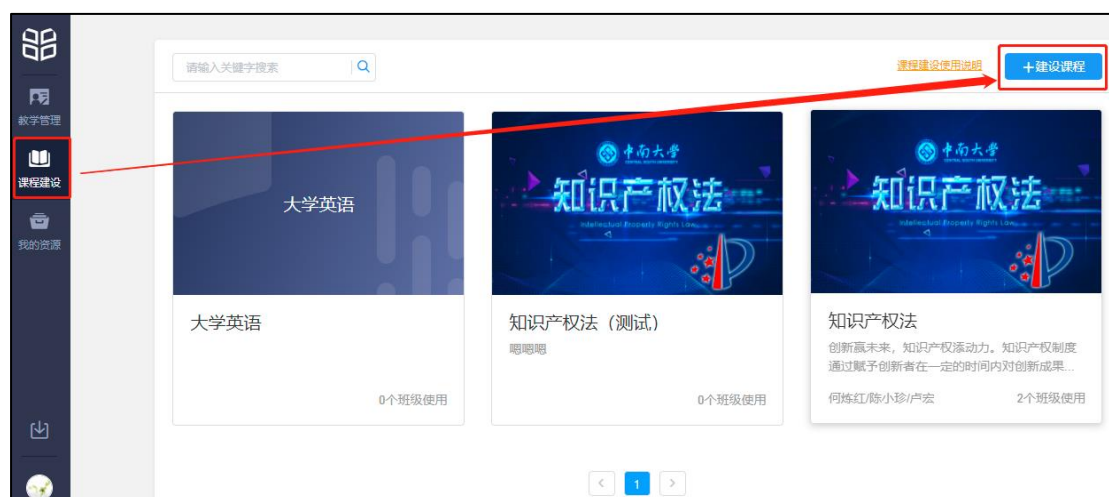 请输入关键字搜索
课程建设使用说明
+建设课程
教学管理
课程建设
我的资源
大学英语
中南大学
CENTRAL SOUTH UNIVERSITY
知识产权法
Intellectual Property Rights Law
中南大学
CENTRAL SOUTH UNIVERSITY
知识产权法
Intellectual Property Rights Law
大学英语
0个班级使用
知识产权法（测试）
嗯嗯嗯
0个班级使用
知识产权法
创新赢未来，知识产权添动力。知识产权制度
通过赋予创新者在一定的时间内对创新成果...
何炼红/陈小珍/卢宏
2个班级使用
< 1 >